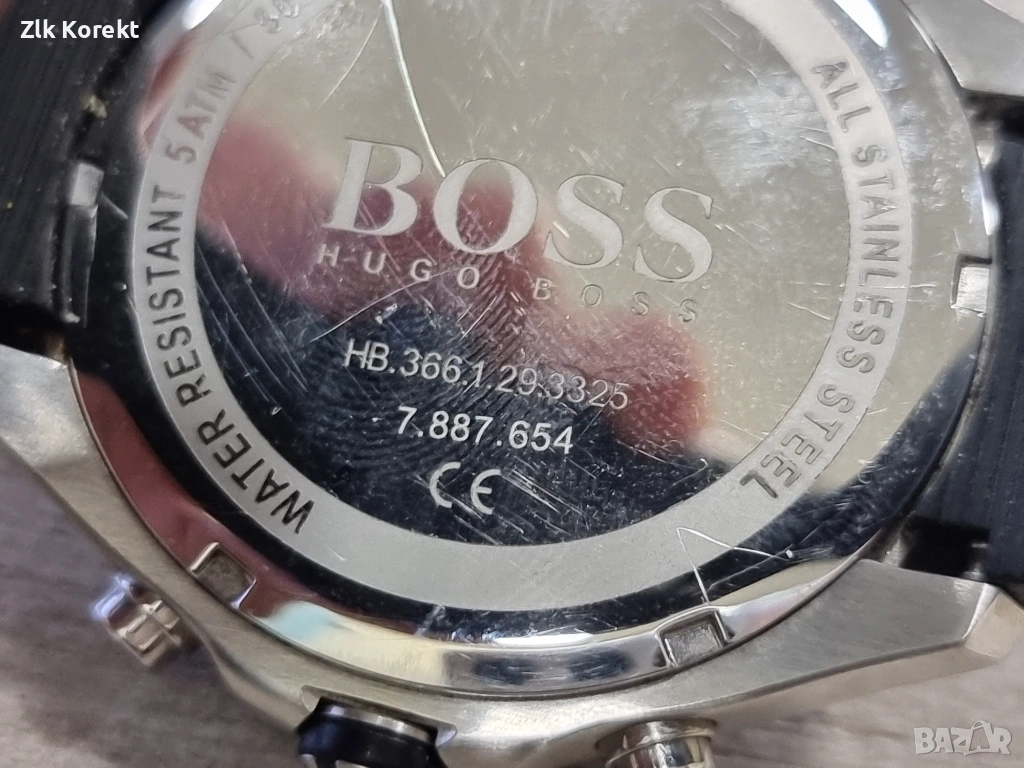 Zlk Korekt
WATER RESISTANT 5 ATM /
ALL STAINLESS STEEL
BOSS
HUGO BOSS
HB.366.1.29.3325
7.887.654
CE
BAZAR